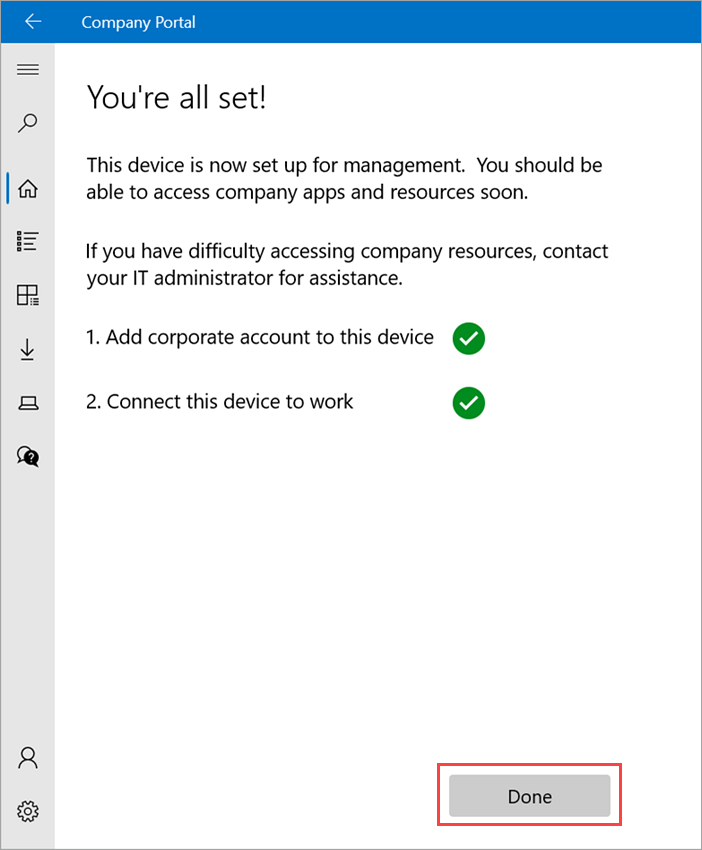 Company Portal
You're all set!
This device is now set up for management.  You should be
able to access company apps and resources soon.
If you have difficulty accessing company resources, contact
your IT administrator for assistance.
1. Add corporate account to this device
2. Connect this device to work
?
Done